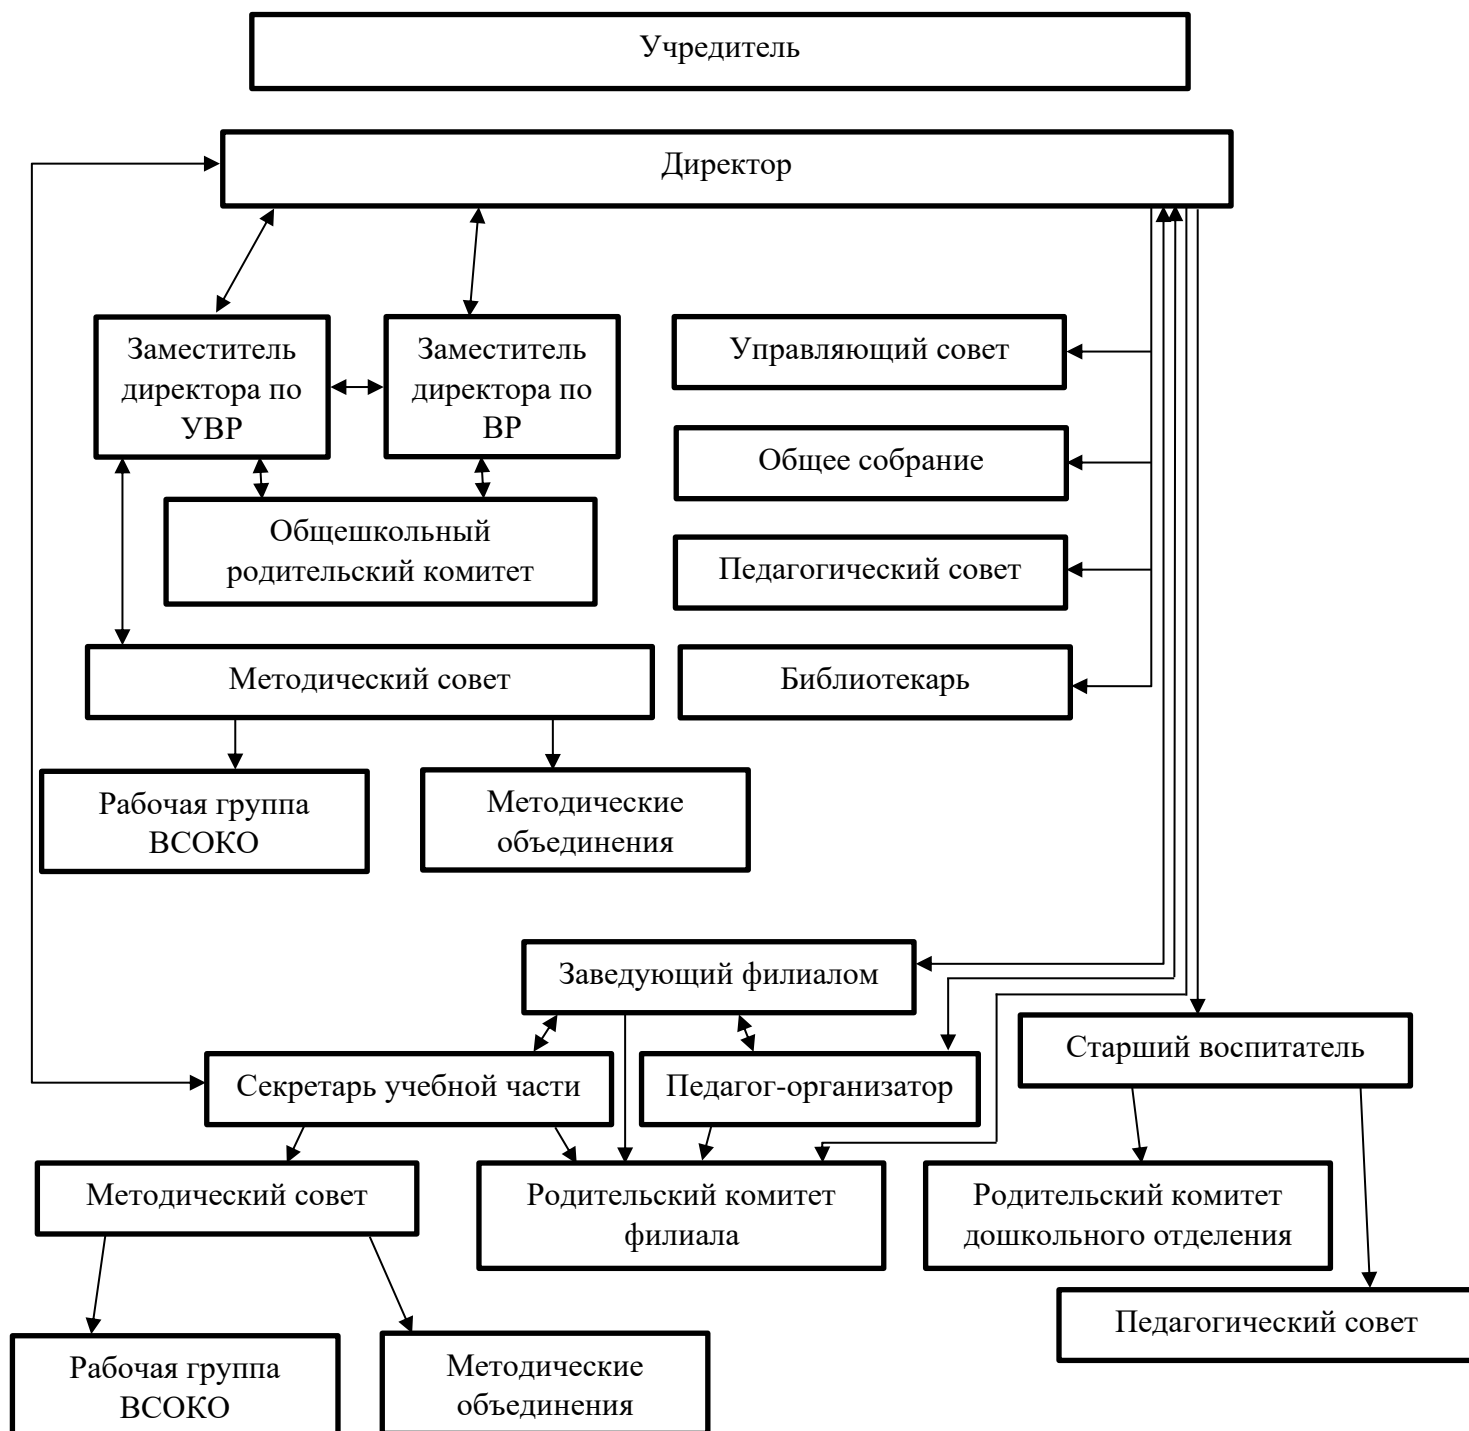 Учредитель
Директор
Заместитель
директора по
УВР
Заместитель
директора по
ВР
Управляющий совет
Общее собрание
Общешкольный
родительский комитет
Педагогический совет
Методический совет
Библиотекарь
Рабочая группа
ВСОКО
Методические
объединения
Заведующий филиалом
Старший воспитатель
Секретарь учебной части
Педагог-организатор
Методический совет
Родительский комитет
филиала
Родительский комитет
дошкольного отделения
Педагогический совет
Рабочая группа
ВСОКО
Методические
объединения